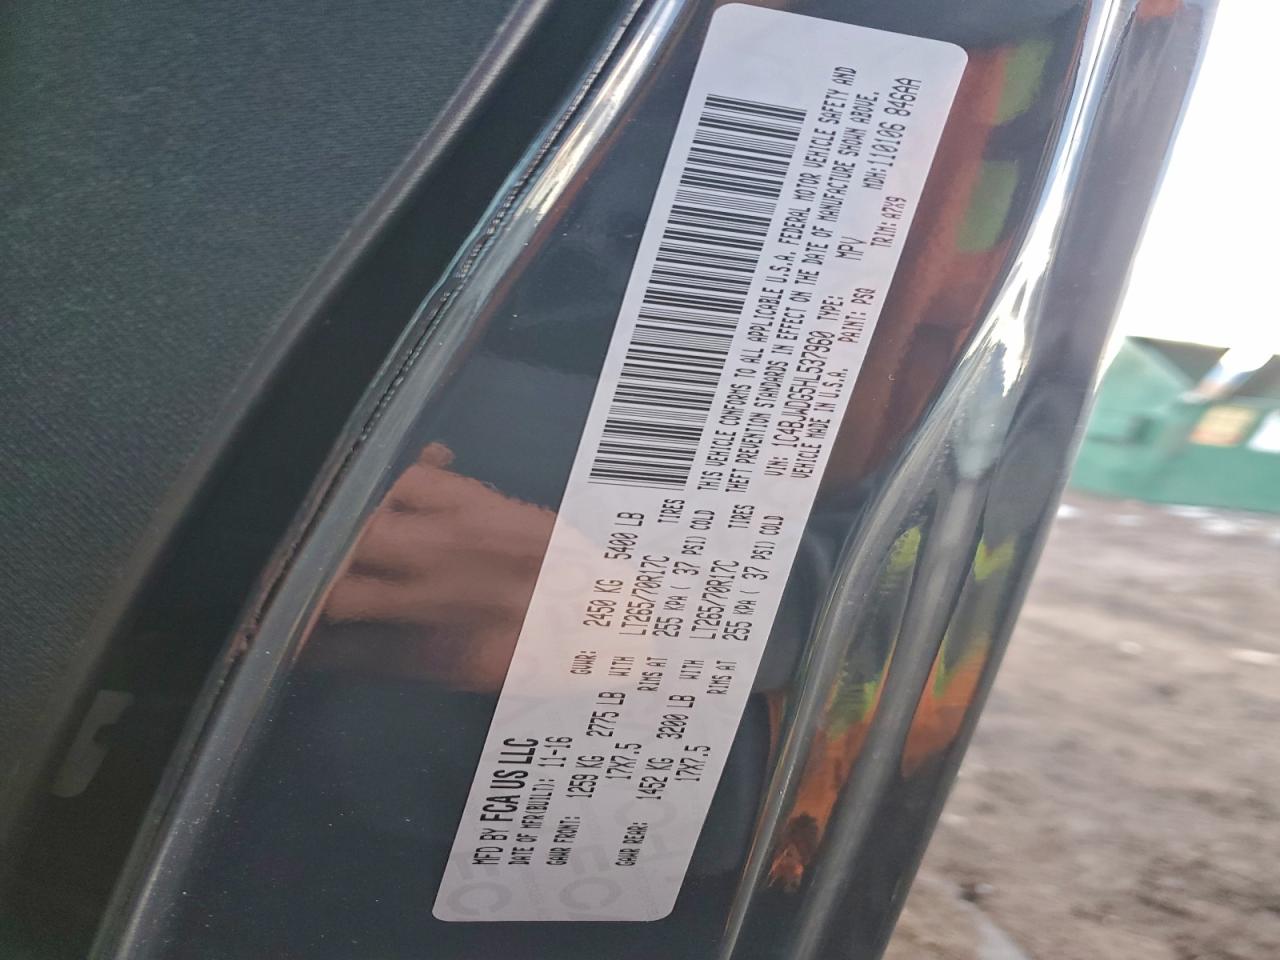 MFD BY FCA US LLC
DATE OF MFR(BUILT): 11-16 GVWR: 2450 KG 5400 LB
GAWR FRONT: 1259 KG 2775 LB WITH LT265/70R17C TIRES
17X7.5 RIMS AT 255 KPA ( 37 PSI) COLD
GAWR REAR: 1452 KG 3200 LB WITH LT265/70R17C TIRES
17X7.5 RIMS AT 255 KPA ( 37 PSI) COLD
THIS VEHICLE CONFORMS TO ALL APPLICABLE U.S.A. FEDERAL MOTOR VEHICLE SAFETY AND
THEFT PREVENTION STANDARDS IN EFFECT ON THE DATE OF MANUFACTURE SHOWN ABOVE.
VIN: 1C4BJWDG5HL537960 TYPE: MPV MDH:110106 846AA
VEHICLE MADE IN U.S.A. PAINT: PSQ TRIM: A7X9